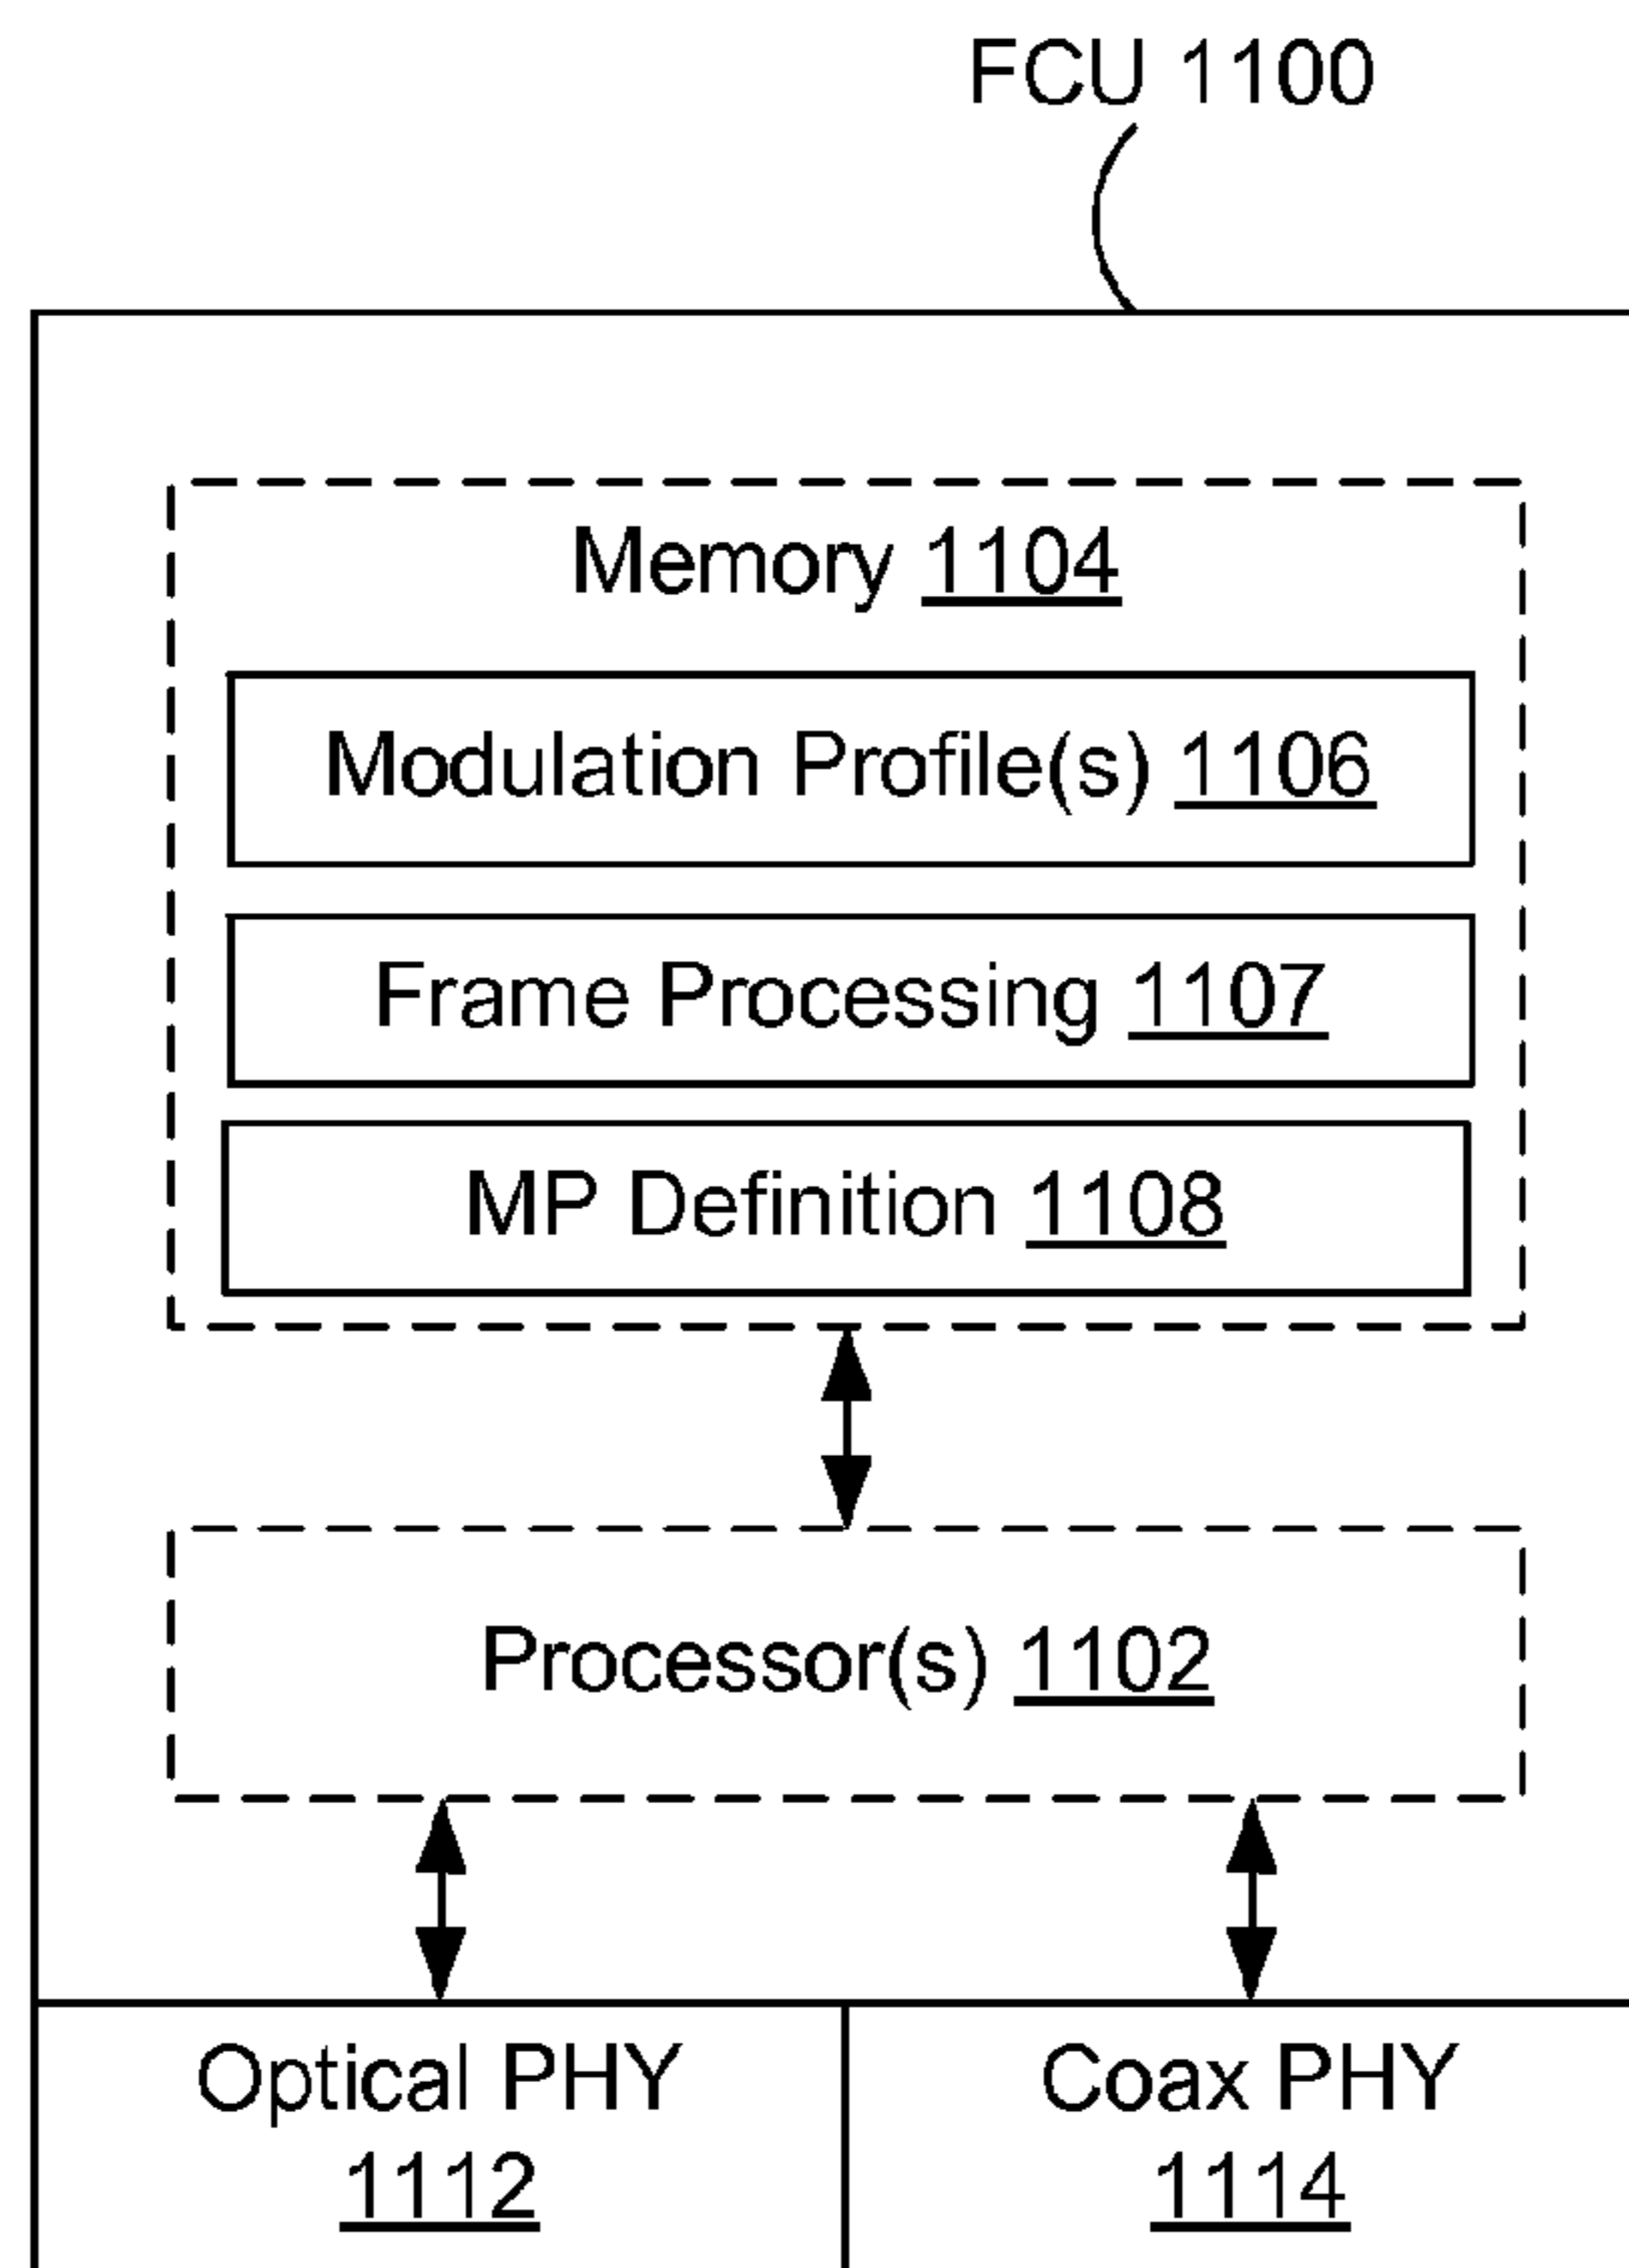 FCU 1100
Memory 1104
Modulation Profile(s) 1106
Frame Processing 1107
MP Definition 1108
Processor(s) 1102
Optical PHY
1112
Coax PHY
1114